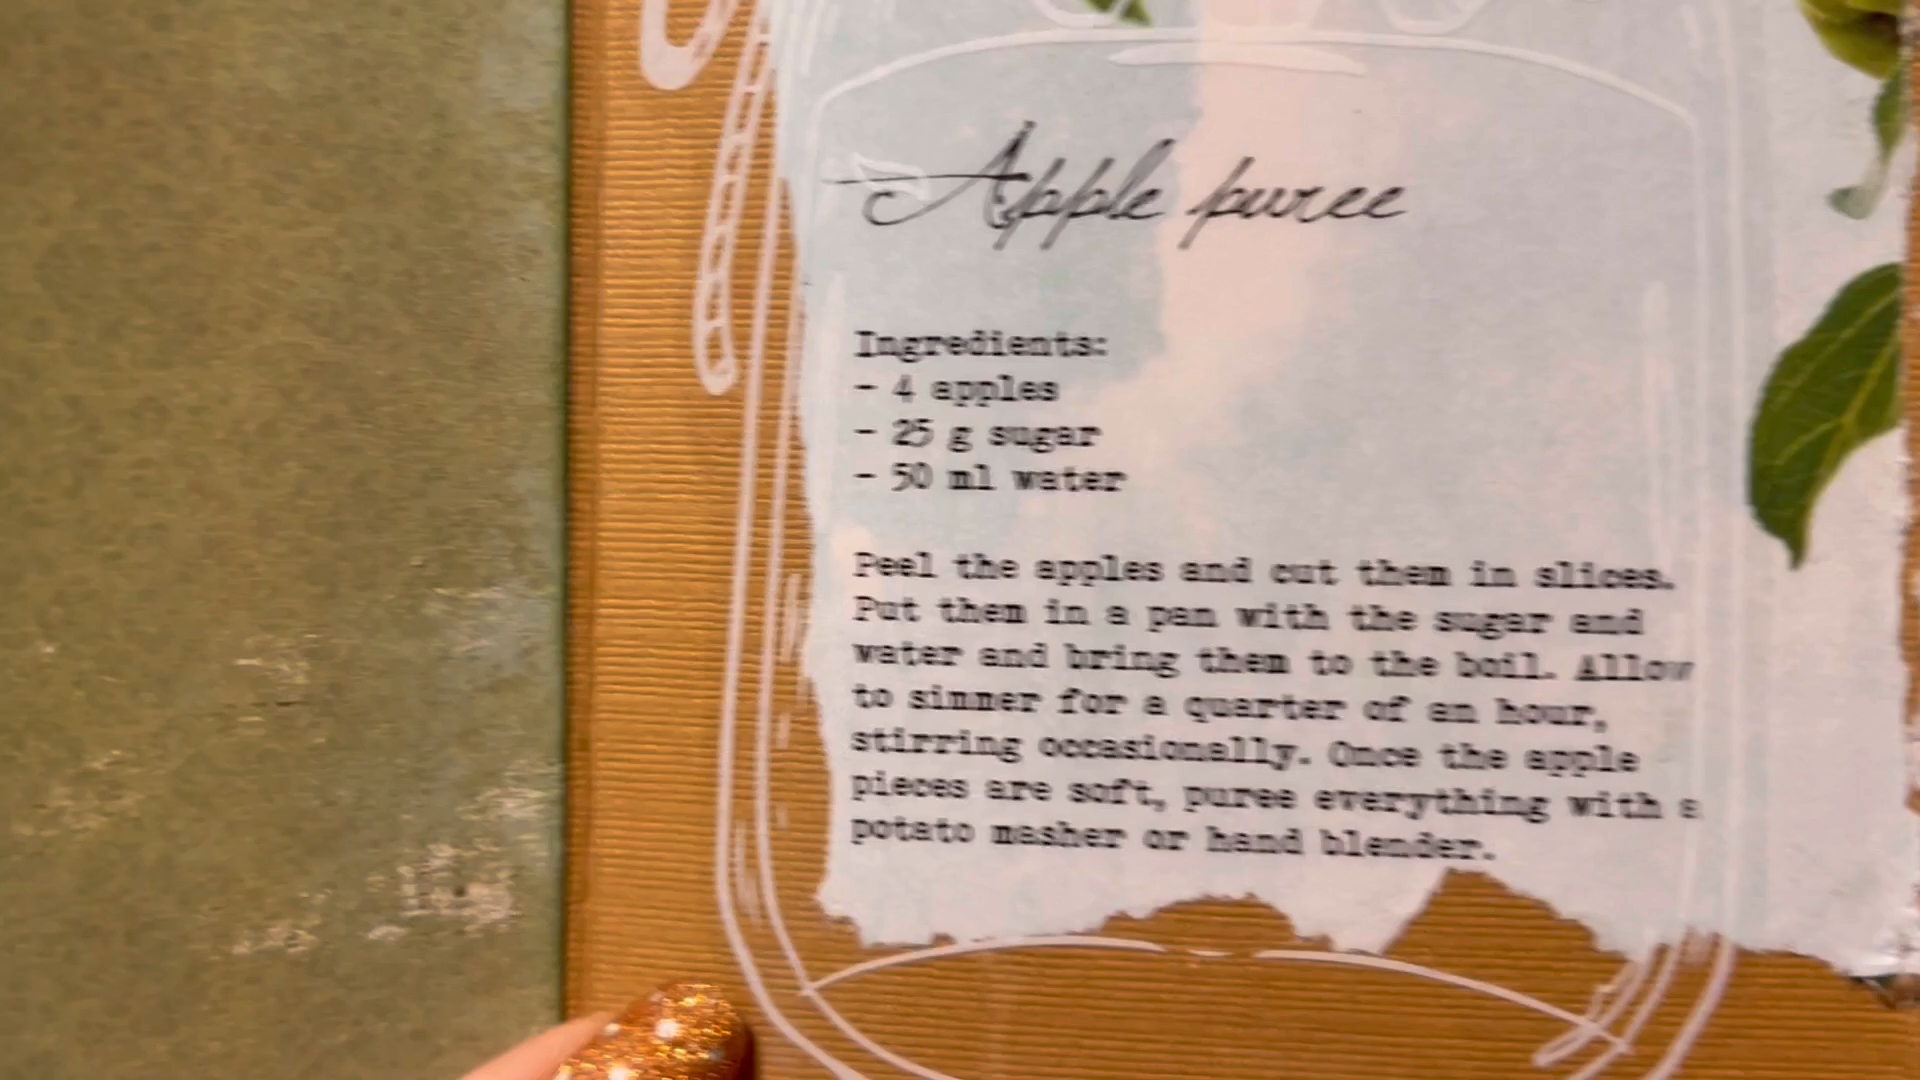 Apple puree
Ingredients:
- 4 apples
- 25 g sugar
- 50 ml water
Peel the apples and cut them in slices.
Put them in a pan with the sugar and
water and bring them to the boil. Allow
to simmer for a quarter of an hour,
stirring occasionally. Once the apple
pieces are soft, puree everything with a
potato masher or hand blender.